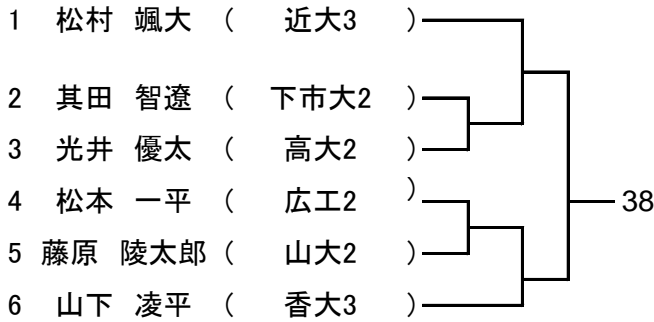 1 松村 颯大 ( 近大3 )
2 其田 智遼 ( 下市大2 )
3 光井 優太 ( 高大2 )
4 松本 一平 ( 広工2 )
38
5 藤原 陵太郎 ( 山大2 )
6 山下 凌平 ( 香大3 )